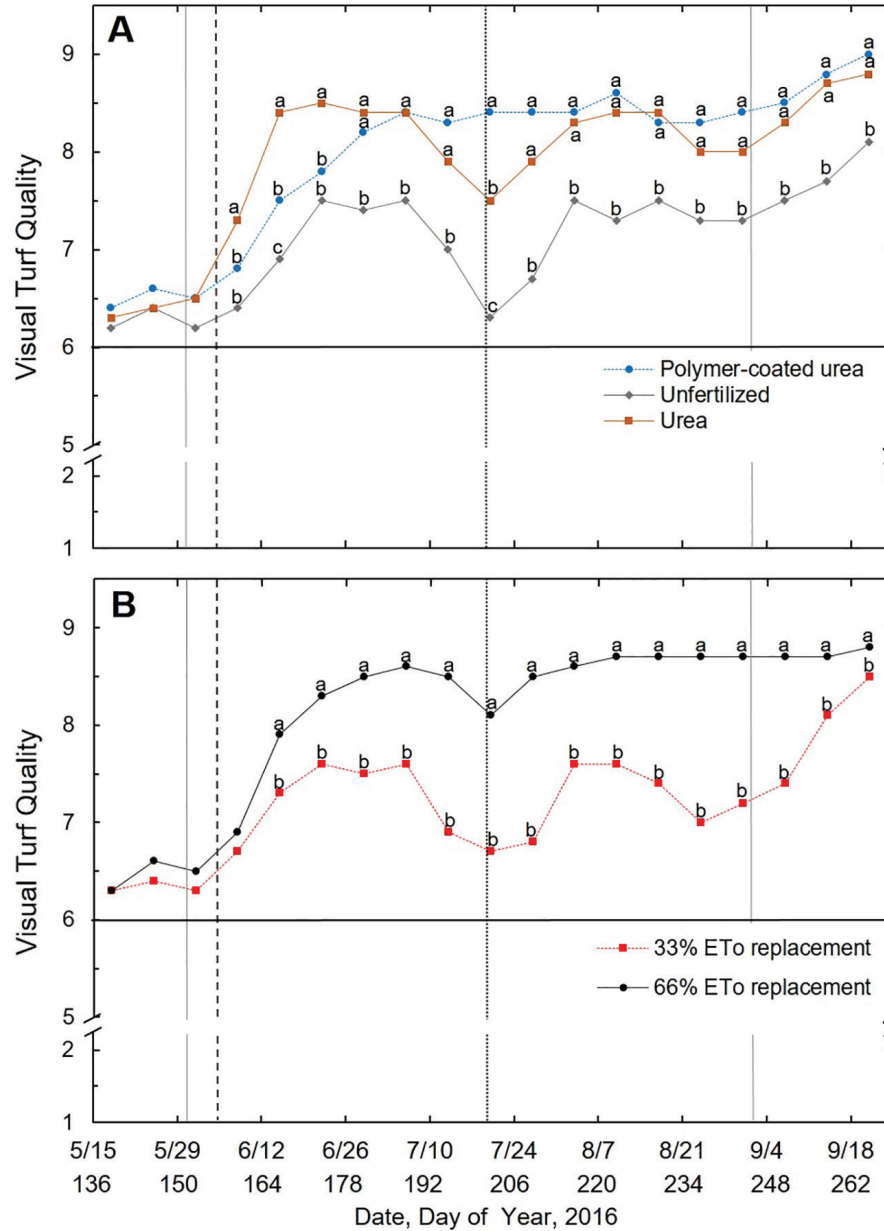 A
9
a
a
a
a a
a a a a a a a a a a a a
a a a a a a b
8
b a a b
b b b b b b b b
a b b b
c b
7
b b
b c
6
Polymer-coated urea
Unfertilized
Urea
5
2
1
Visual Turf Quality
B
9
a a a a a a a a a a a a a a
a b
8
a b
b b b b b b
b b b b
7
b b b
6
33% ETo replacement
66% ETo replacement
5
2
1
Visual Turf Quality
5/15 5/29 6/12 6/26 7/10 7/24 8/7 8/21 9/4 9/18
136 150 164 178 192 206 220 234 248 262
Date, Day of Year, 2016